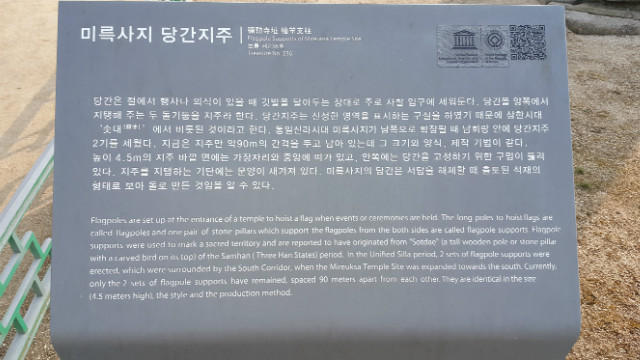 미륵사지 당간지주
彌勒寺址 幢竿支柱
Flagpole Supports of Mireuksa Temple Site
보물 제236호
Treasure No. 236
당간은 절에서 행사나 의식이 있을 때 깃발을 달아두는 장대로 주로 사찰 입구에 세워둔다. 당간을 양쪽에서
지탱해 주는 두 돌기둥을 지주라 한다. 당간지주는 신성한 영역을 표시하는 구실을 하였기 때문에 삼한시대
‘솟대’에서 비롯된 것이라고 한다. 통일신라시대 미륵사지가 남쪽으로 확장될 때 남회랑 안에 당간지주
2기를 세웠다. 지금은 지주만 약90m의 간격을 두고 남아 있는데 그 크기와 양식, 제작 기법이 같다.
높이 4.5m의 지주 바깥 면에는 가장자리와 중앙에 띠가 있고, 안쪽에는 당간을 고정하기 위한 구멍이 뚫려
있다. 지주를 지탱하는 기단에는 문양이 새겨져 있다. 미륵사지의 당간은 서탑을 해체할 때 출토된 석재의
형태로 보아 돌로 만든 것임을 알 수 있다.
Flagpoles are set up at the entrance of a temple to hoist a flag when events or ceremonies are held. The long poles to hoist flags are
called flagpoles and one pair of stone pillars which support the flagpoles from the both sides are called flagpole supports. Flagpole
supports were used to mark a sacred territory and are reported to have originated from "Sotdae" (a tall wooden pole or stone pillar
with a carved bird on its top) of the Samhan ( Three Han States) period. In the Unified Silla period, 2 sets of flagpole supports were
erected, which were surrounded by the South Corridor, when the Mireuksa Temple Site was expanded towards the south. Currently,
only the 2 sets of flagpole supports have remained, spaced 90 meters apart from each other. They are identical in the size
(4.5 meters high), the style and the production method.